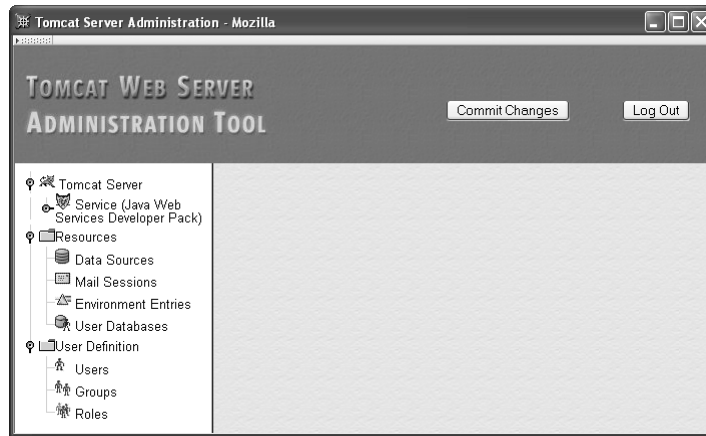 Tomcat Server Administration - Mozilla
TOMCAT WEB SERVER
ADMINISTRATION TOOL
Commit Changes
Log Out
Tomcat Server
Service (Java Web
Services Developer Pack)
Resources
Data Sources
Mail Sessions
Environment Entries
User Databases
User Definition
Users
Groups
Roles